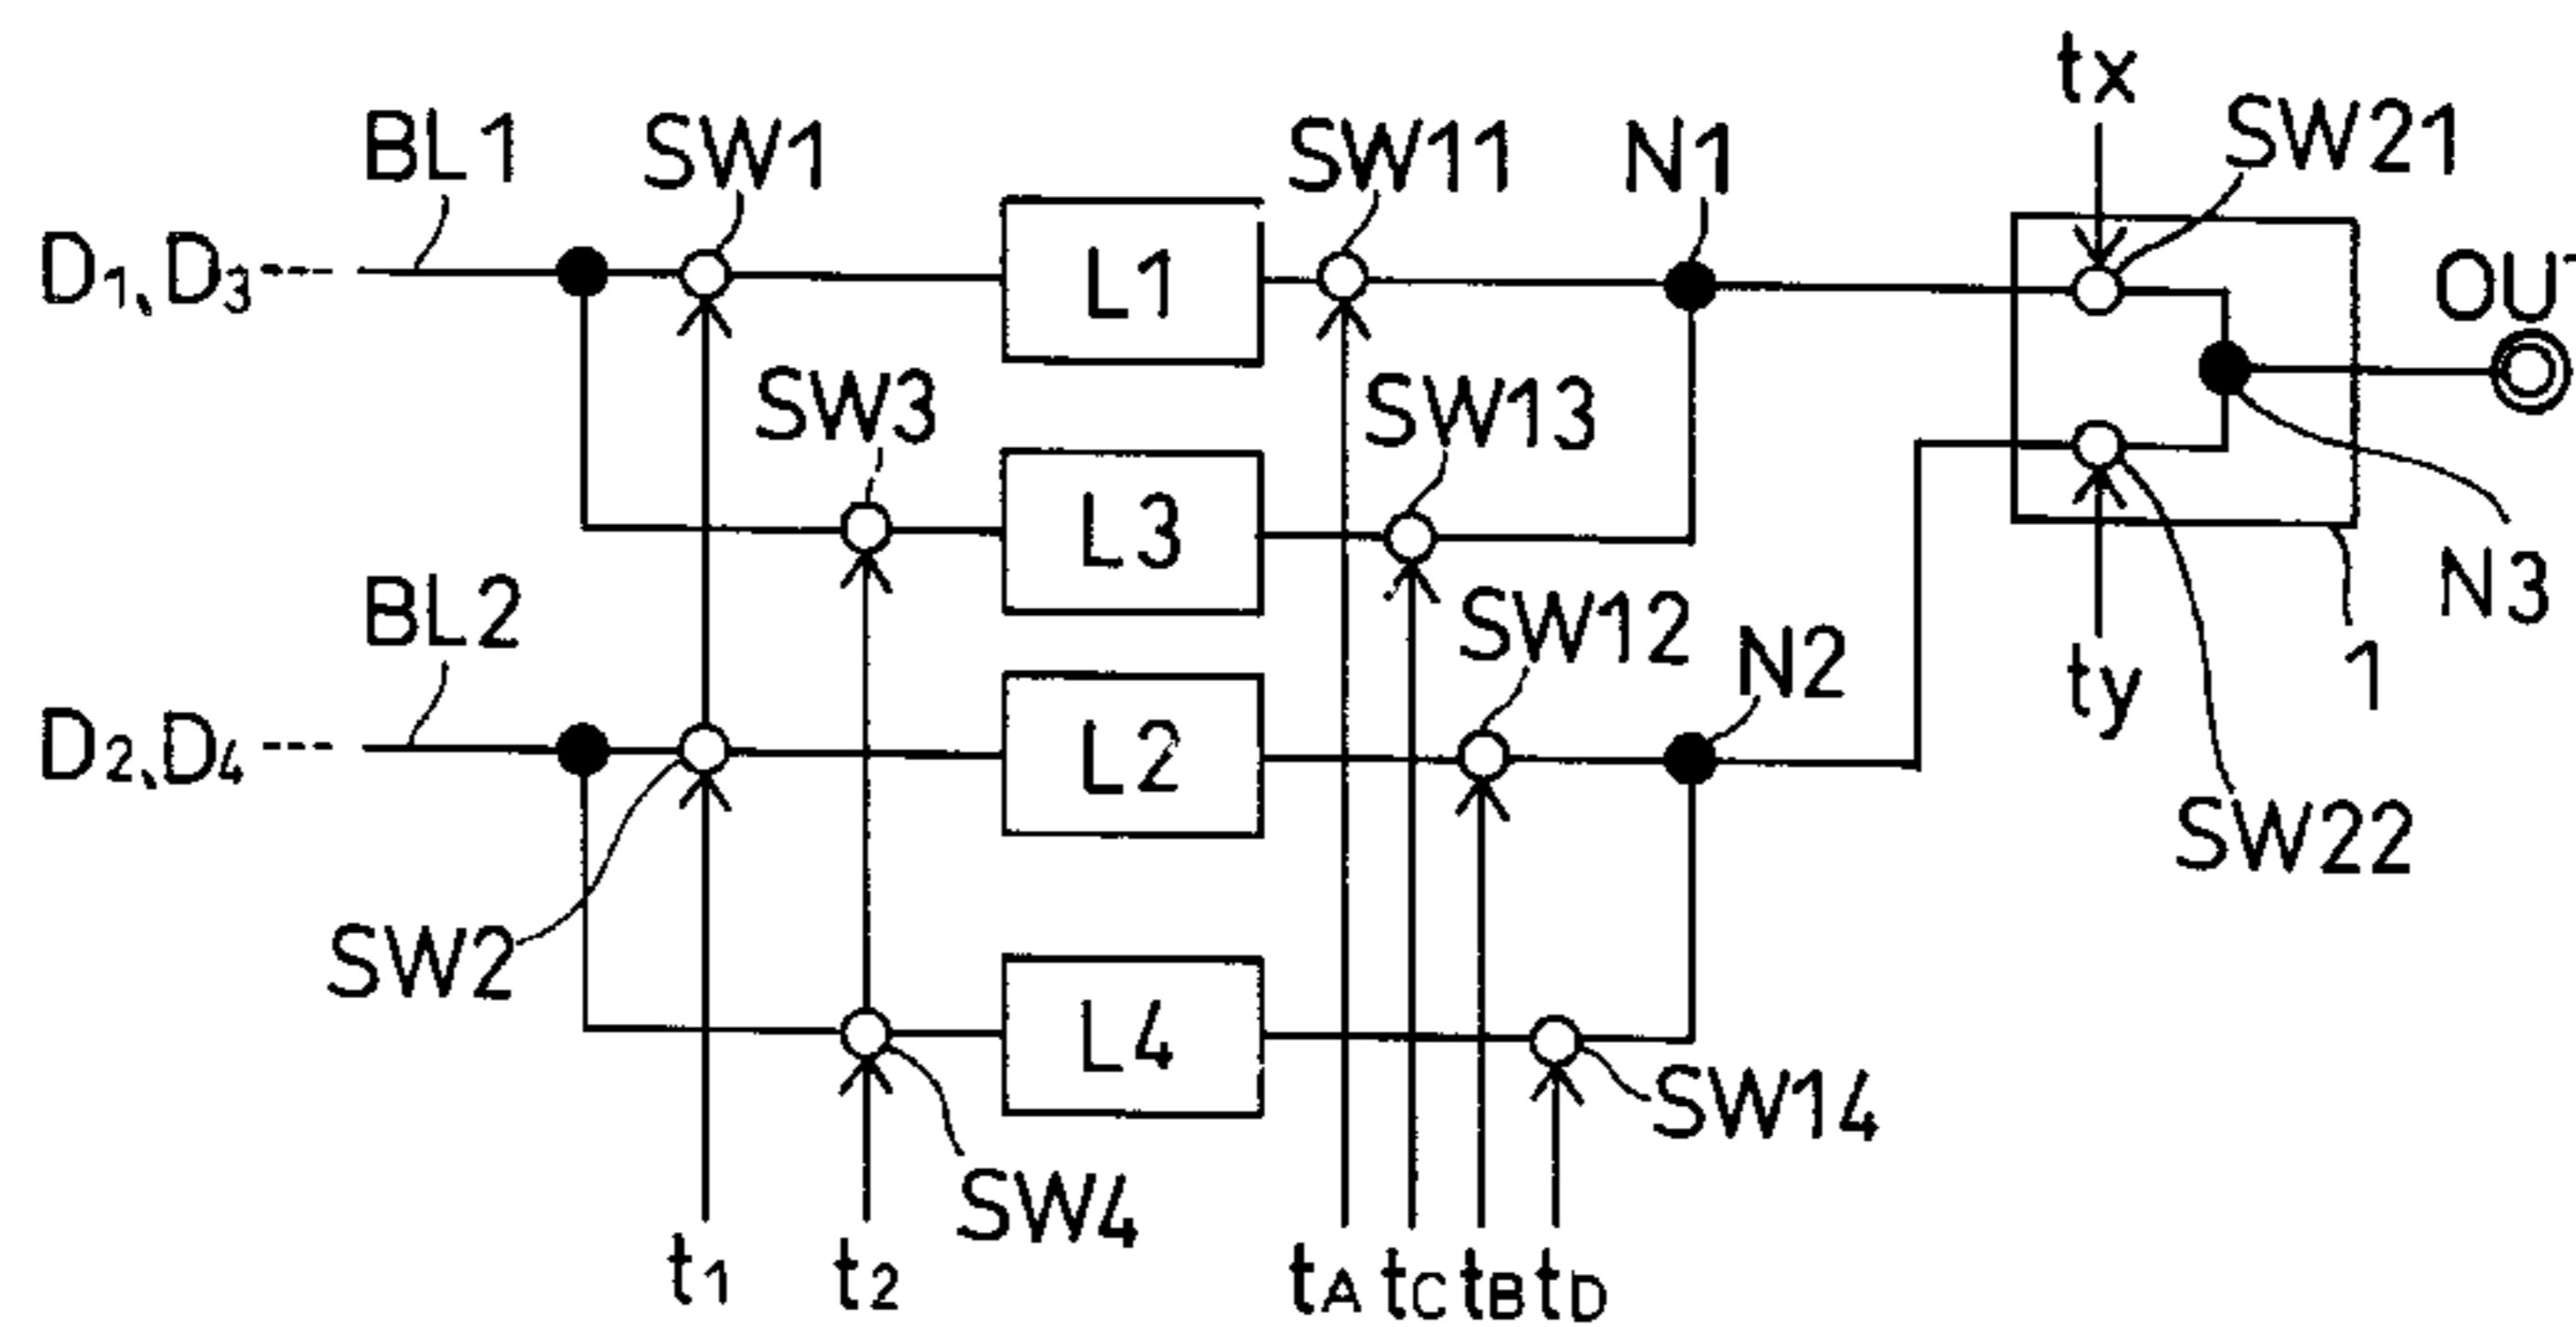 tx
BL1 SW1 SW11 N1 SW21
D1, D3 ---- L1 OUT
SW3 SW13
L3
BL2 SW12 N2 N3
ty 1
D2, D4 --- L2
SW22
SW2
L4
SW14
SW4
t1 t2 tA tC tB tD